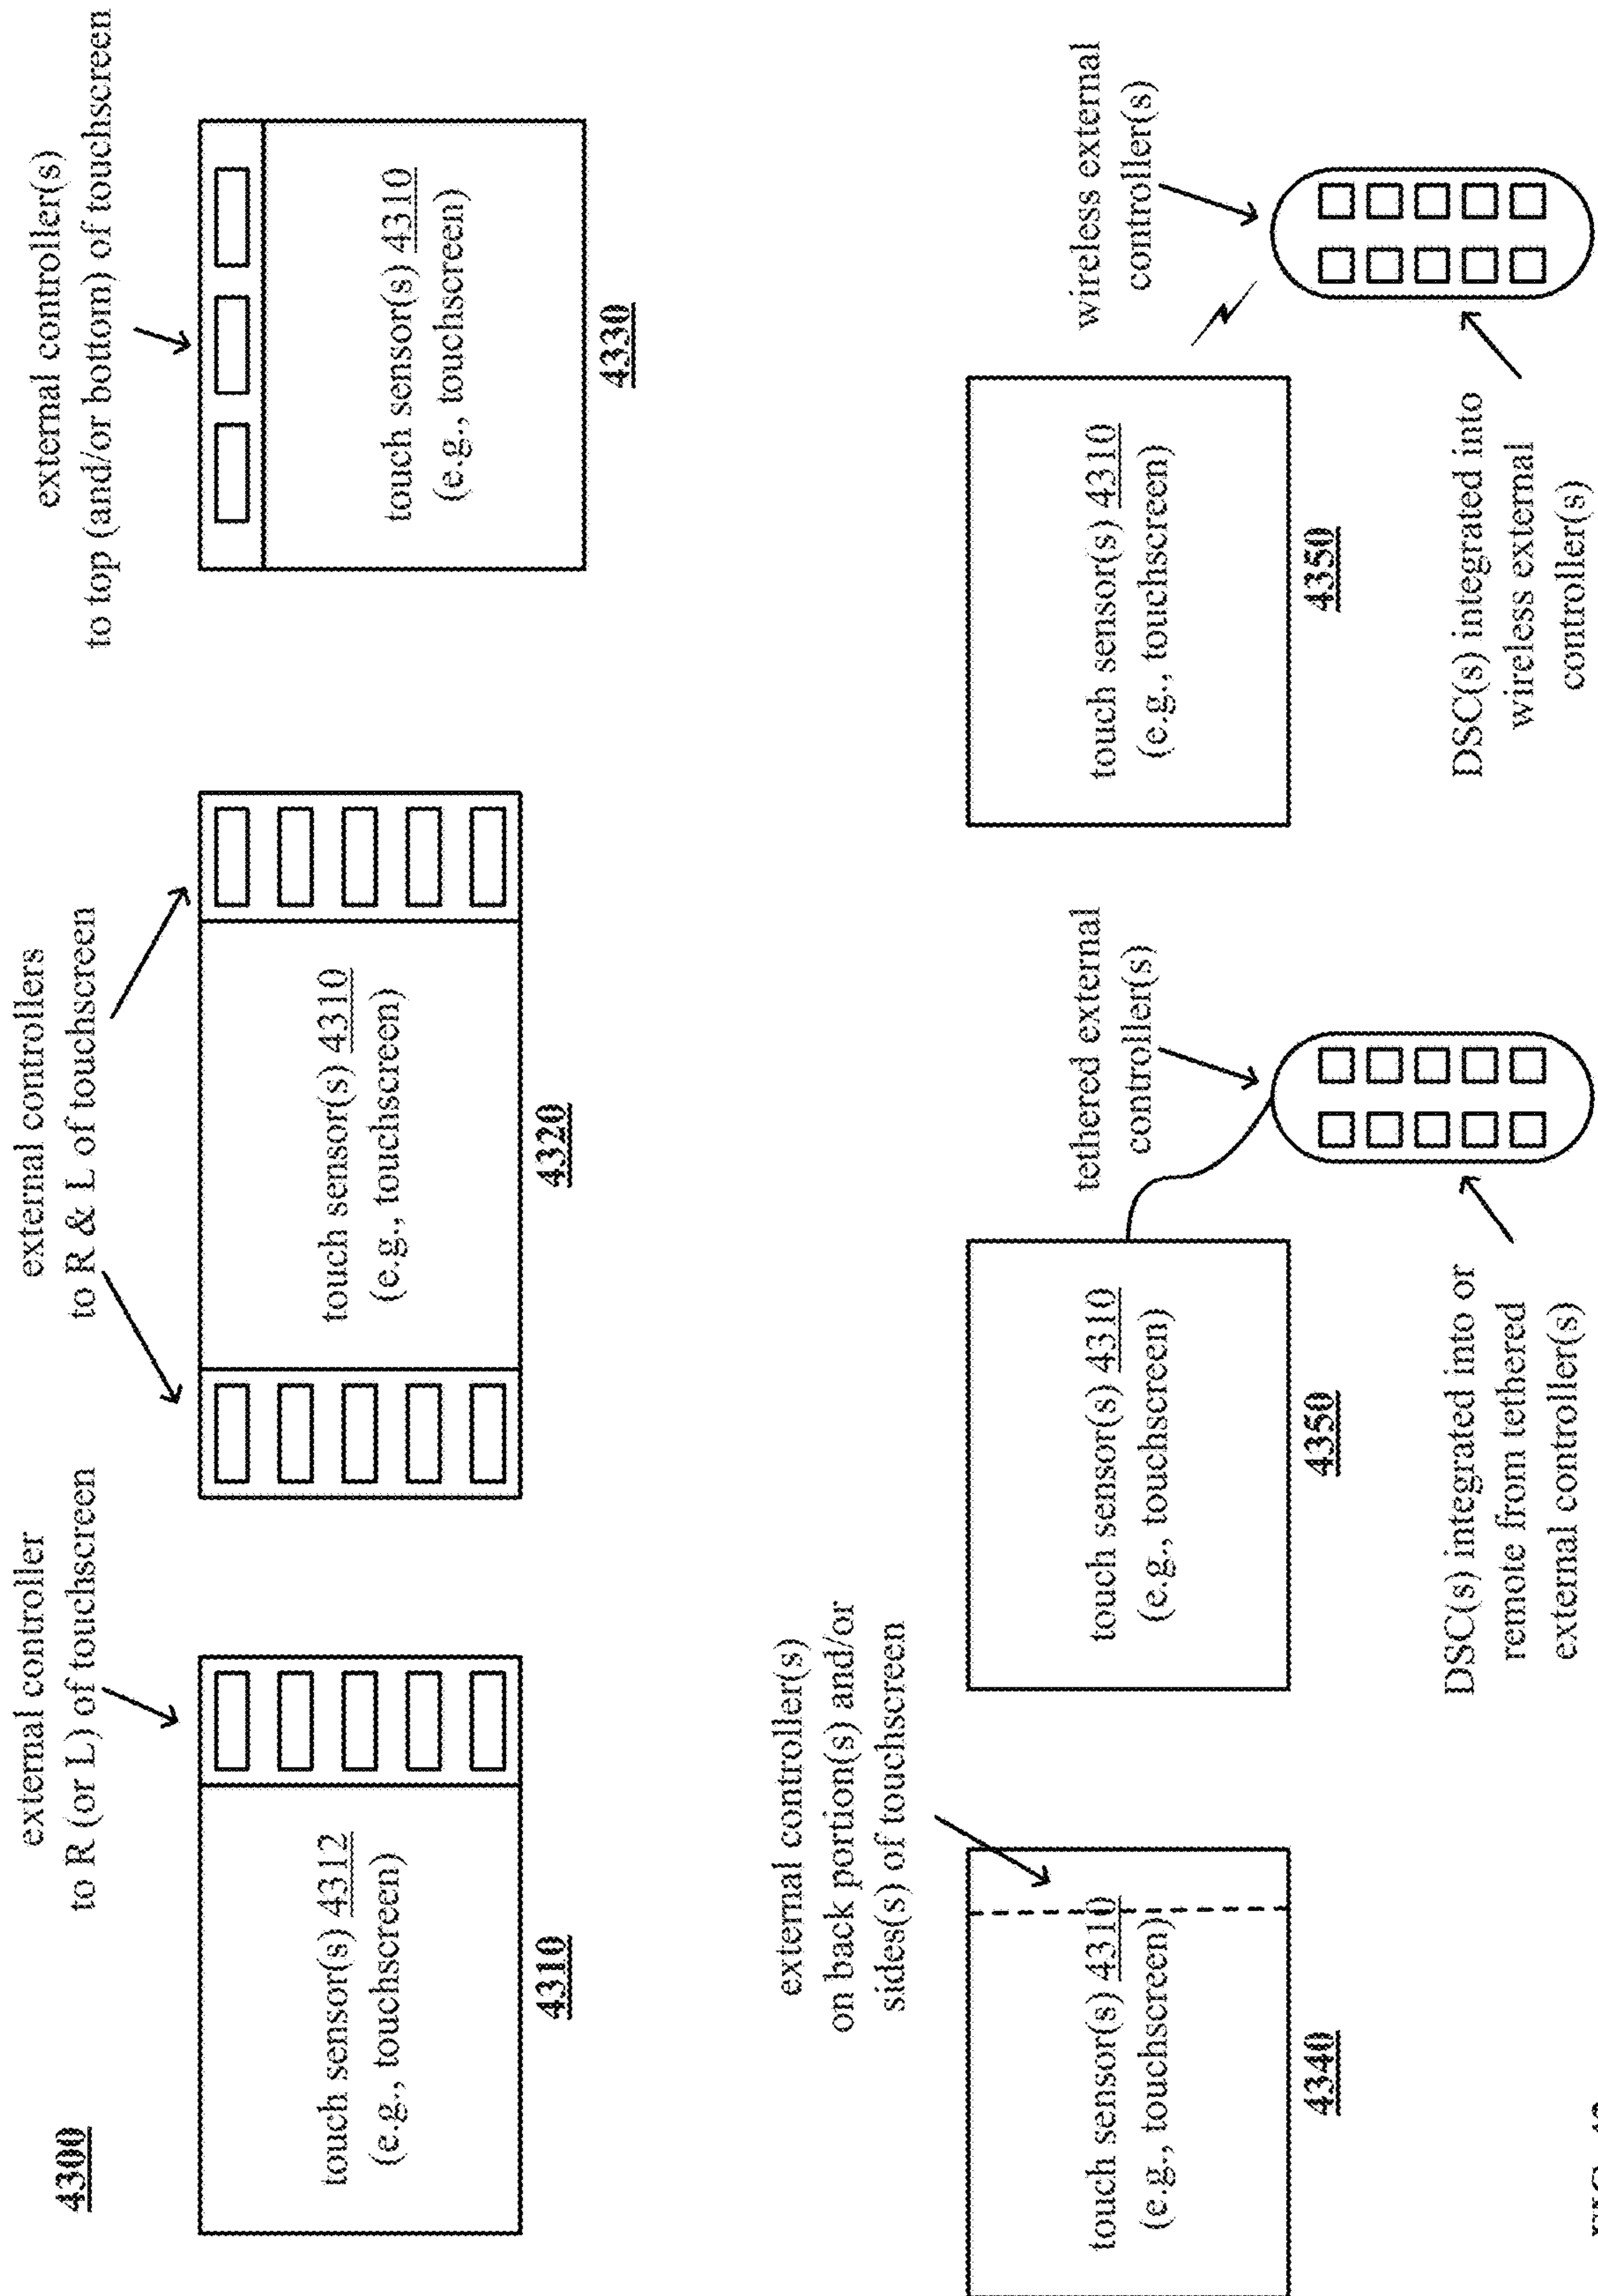 4300
external controller
to R (or L) of touchscreen
touch sensor(s) 4312
(e.g., touchscreen)
4310
external controllers
to R & L of touchscreen
touch sensor(s) 4310
(e.g., touchscreen)
4320
external controller(s)
to top (and/or bottom) of touchscreen
touch sensor(s) 4310
(e.g., touchscreen)
4330
external controller(s)
on back portion(s) and/or
sides(s) of touchscreen
touch sensor(s) 4310
(e.g., touchscreen)
4340
tethered external
controller(s)
touch sensor(s) 4310
(e.g., touchscreen)
4350
DSC(s) integrated into or
remote from tethered
external controller(s)
wireless external
controller(s)
touch sensor(s) 4310
(e.g., touchscreen)
4350
DSC(s) integrated into
wireless external
controller(s)